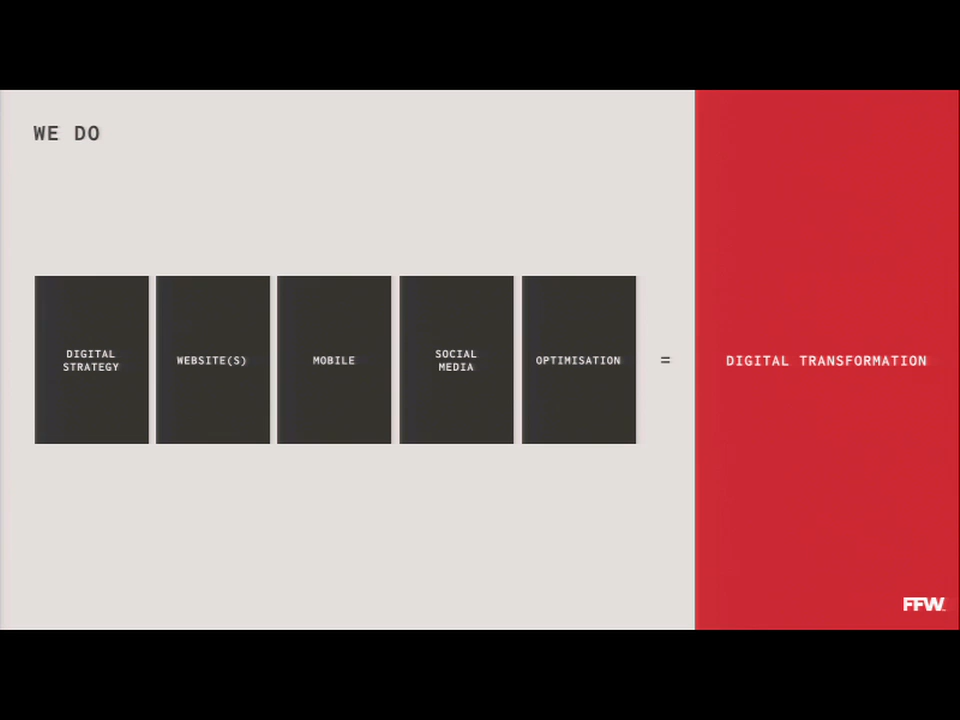 WE DO
DIGITAL
STRATEGY
WEBSITE(S)
MOBILE
SOCIAL
MEDIA
OPTIMISATION
=
DIGITAL TRANSFORMATION
FFW